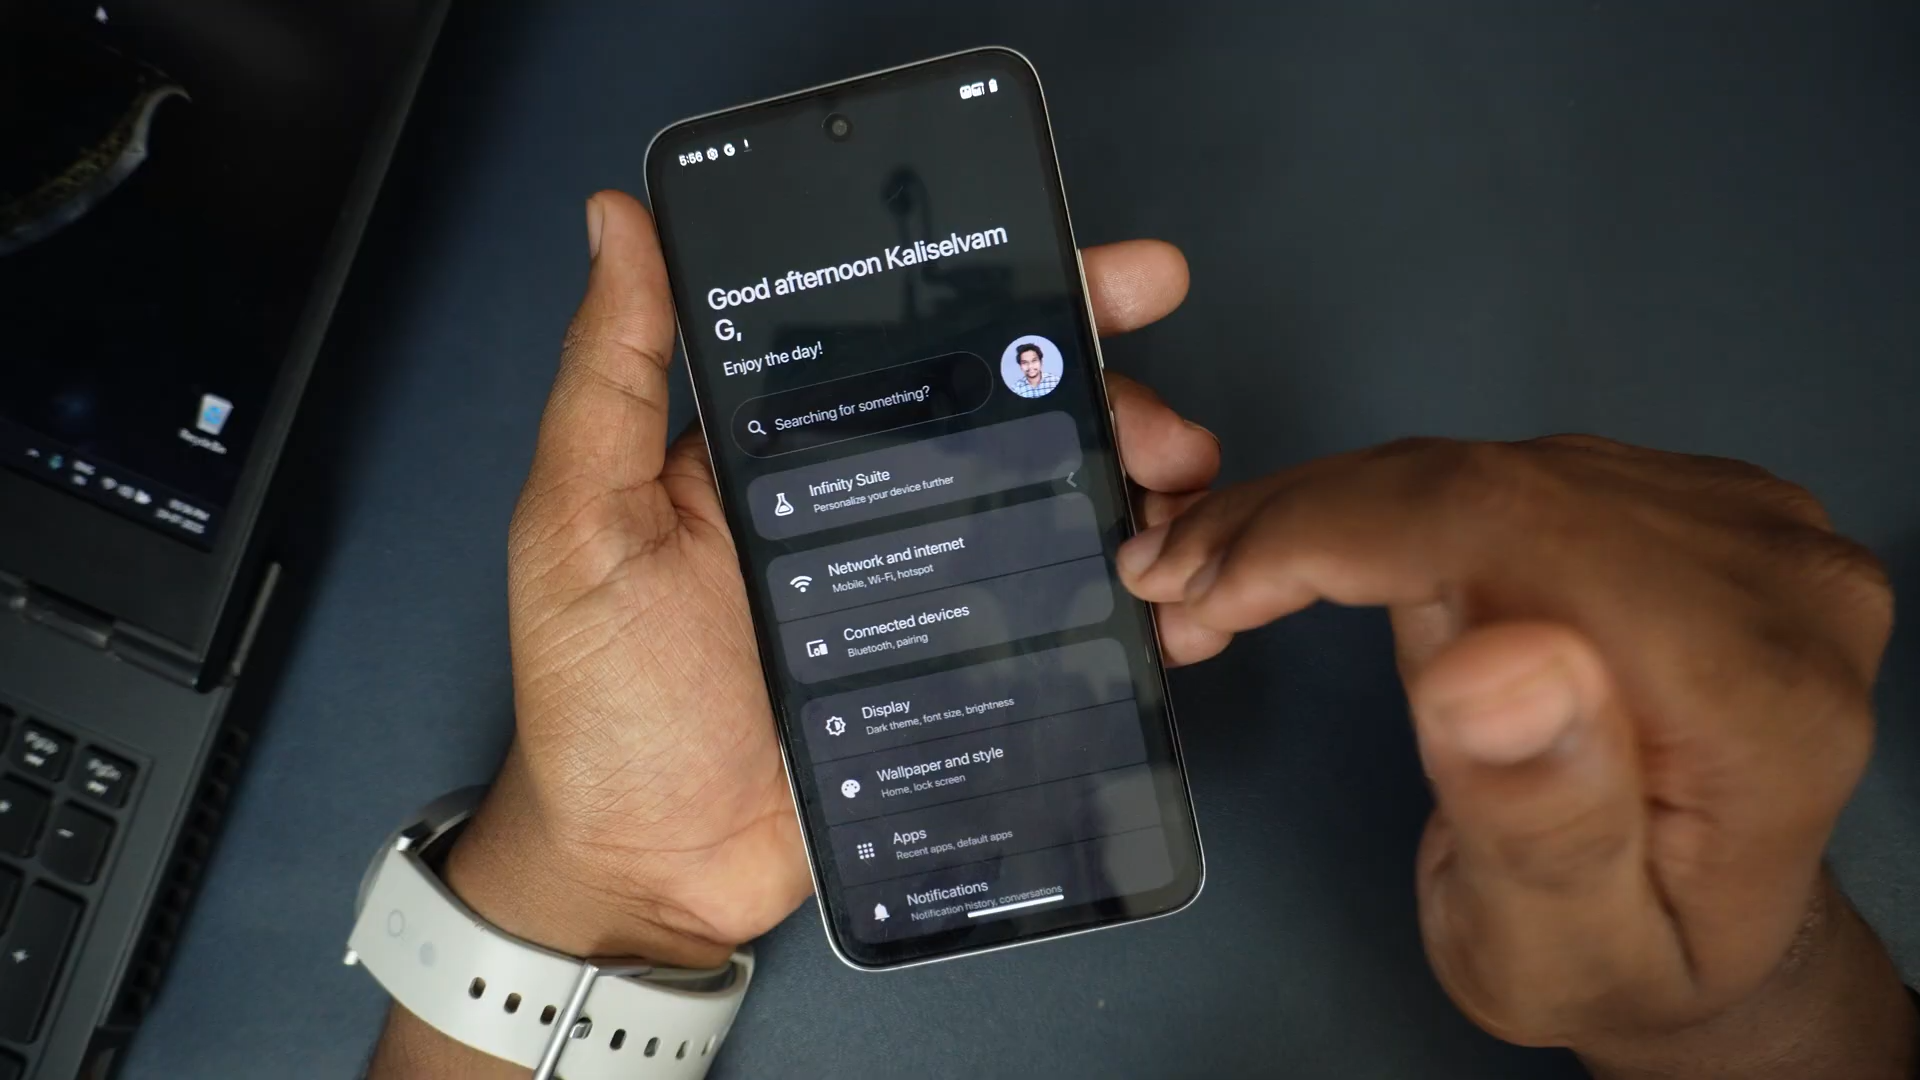 5:56
Good afternoon Kaliselvam
G,
Enjoy the day!
Searching for something?
Infinity Suite
Personalize your device further
Network and internet
Mobile, Wi-Fi, hotspot
Connected devices
Bluetooth, pairing
Display
Dark theme, font size, brightness
Wallpaper and style
Home, lock screen
Apps
Recent apps, default apps
Notifications
Notification history, conversations
Recycle Bin